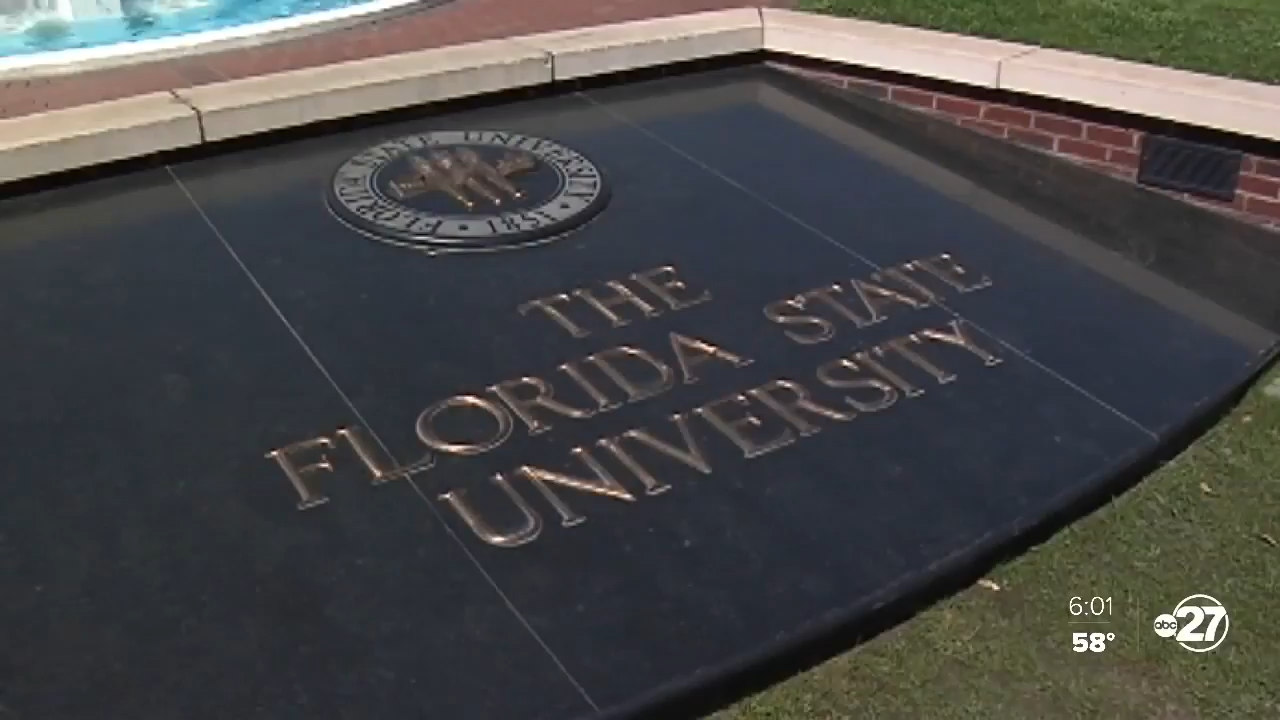 FLORIDA STATE UNIVERSITY • 1851 •
THE
FLORIDA STATE
UNIVERSITY
6:01
58°
abc 27